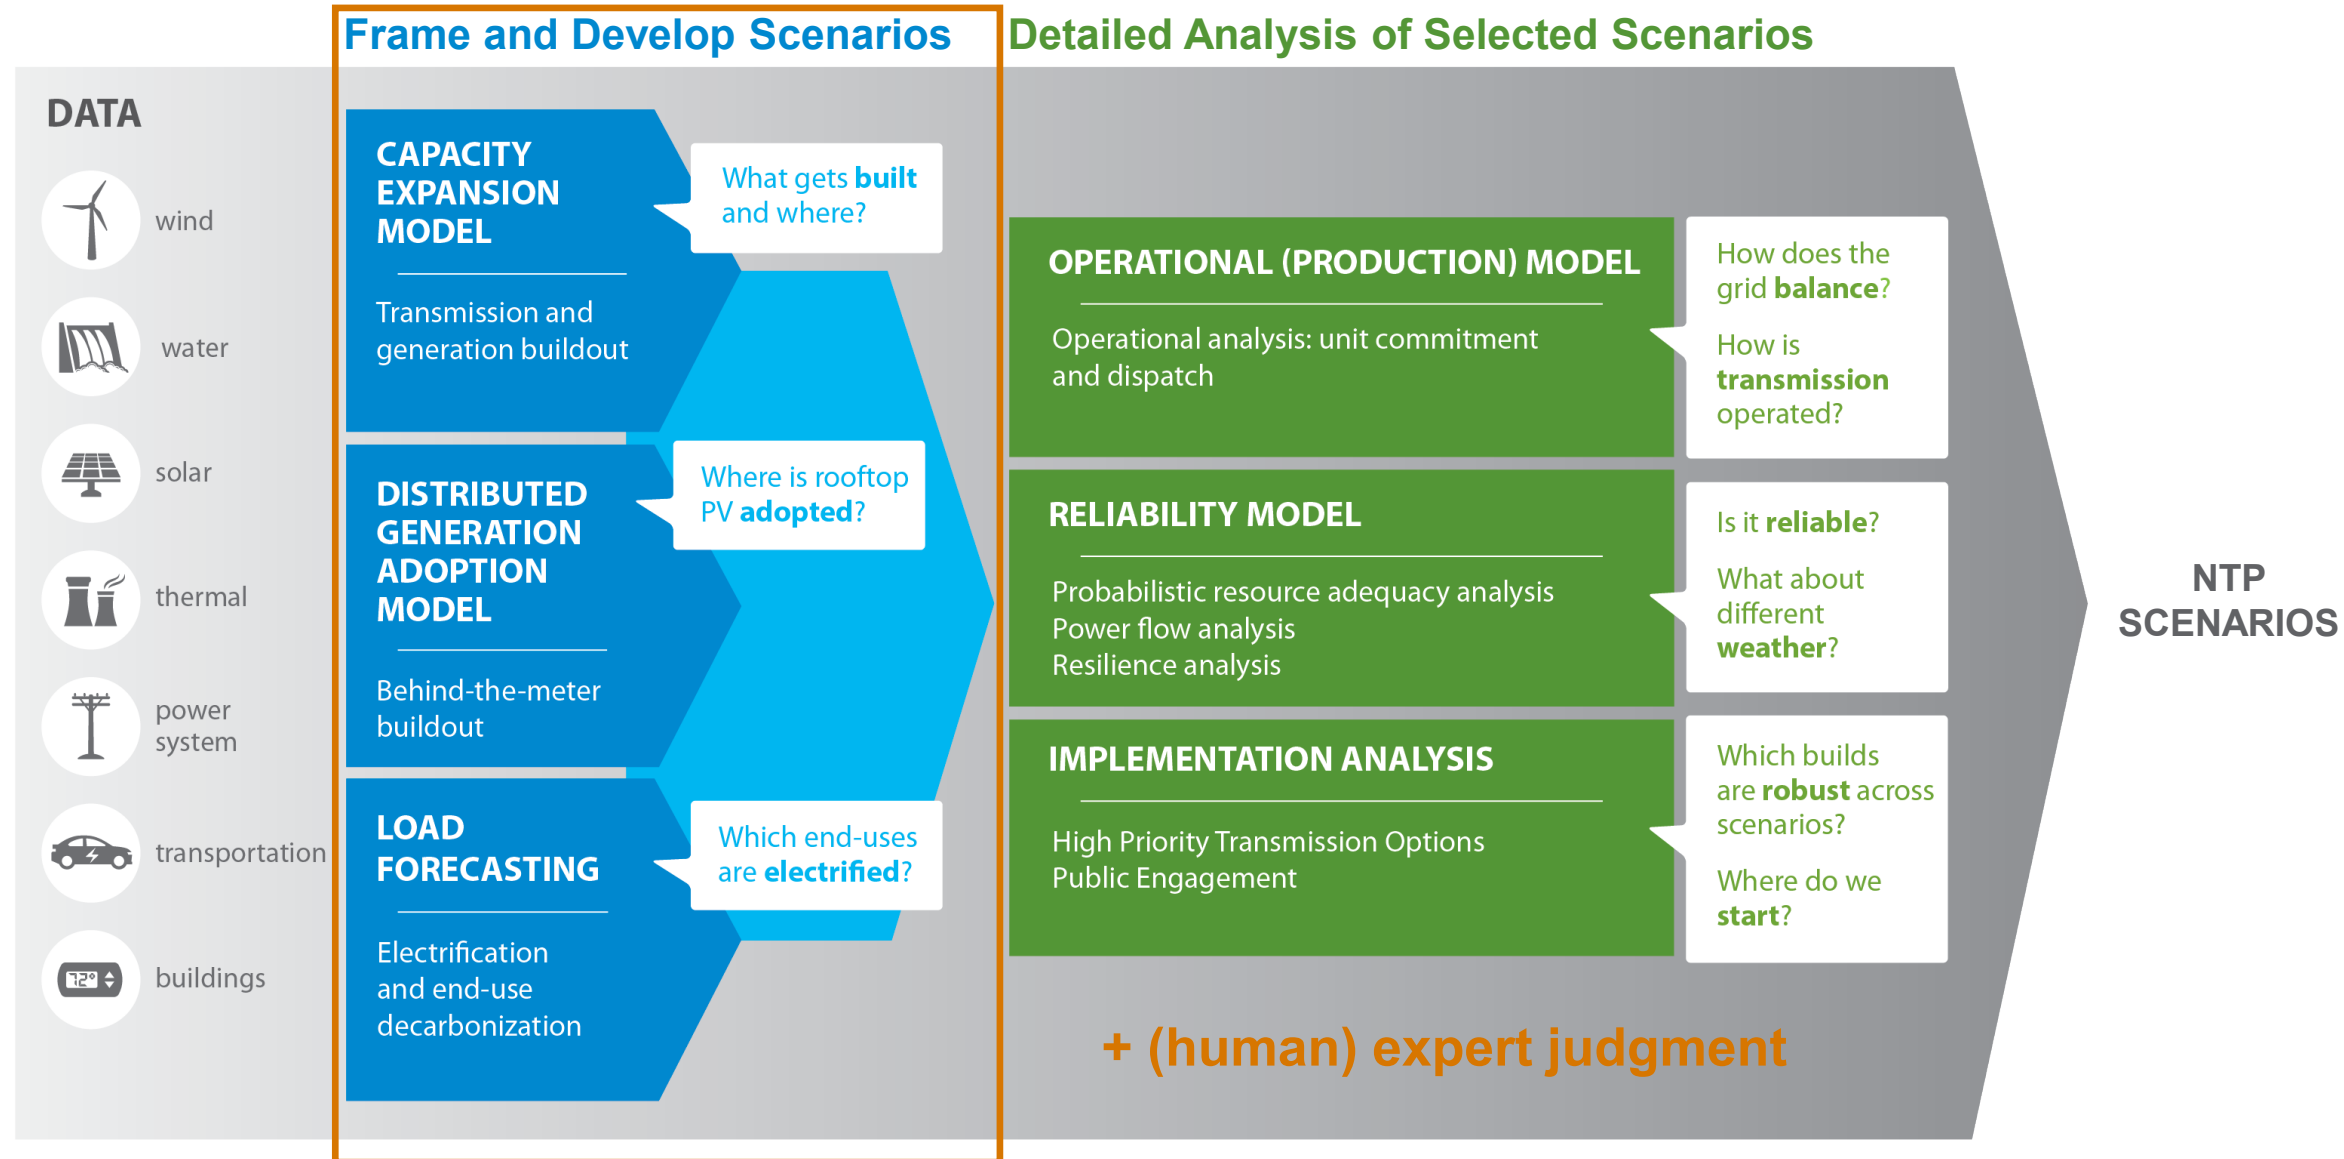 Frame and Develop Scenarios
Detailed Analysis of Selected Scenarios
DATA
wind
water
solar
thermal
power
system
transportation
72°
buildings
CAPACITY
EXPANSION
MODEL
Transmission and
generation buildout
What gets built
and where?
DISTRIBUTED
GENERATION
ADOPTION
MODEL
Behind-the-meter
buildout
Where is rooftop
PV adopted?
LOAD
FORECASTING
Electrification
and end-use
decarbonization
Which end-uses
are electrified?
OPERATIONAL (PRODUCTION) MODEL
Operational analysis: unit commitment
and dispatch
How does the
grid balance?
How is
transmission
operated?
RELIABILITY MODEL
Probabilistic resource adequacy analysis
Power flow analysis
Resilience analysis
Is it reliable?
What about
different
weather?
IMPLEMENTATION ANALYSIS
High Priority Transmission Options
Public Engagement
Which builds
are robust across
scenarios?
Where do we
start?
+ (human) expert judgment
NTP
SCENARIOS